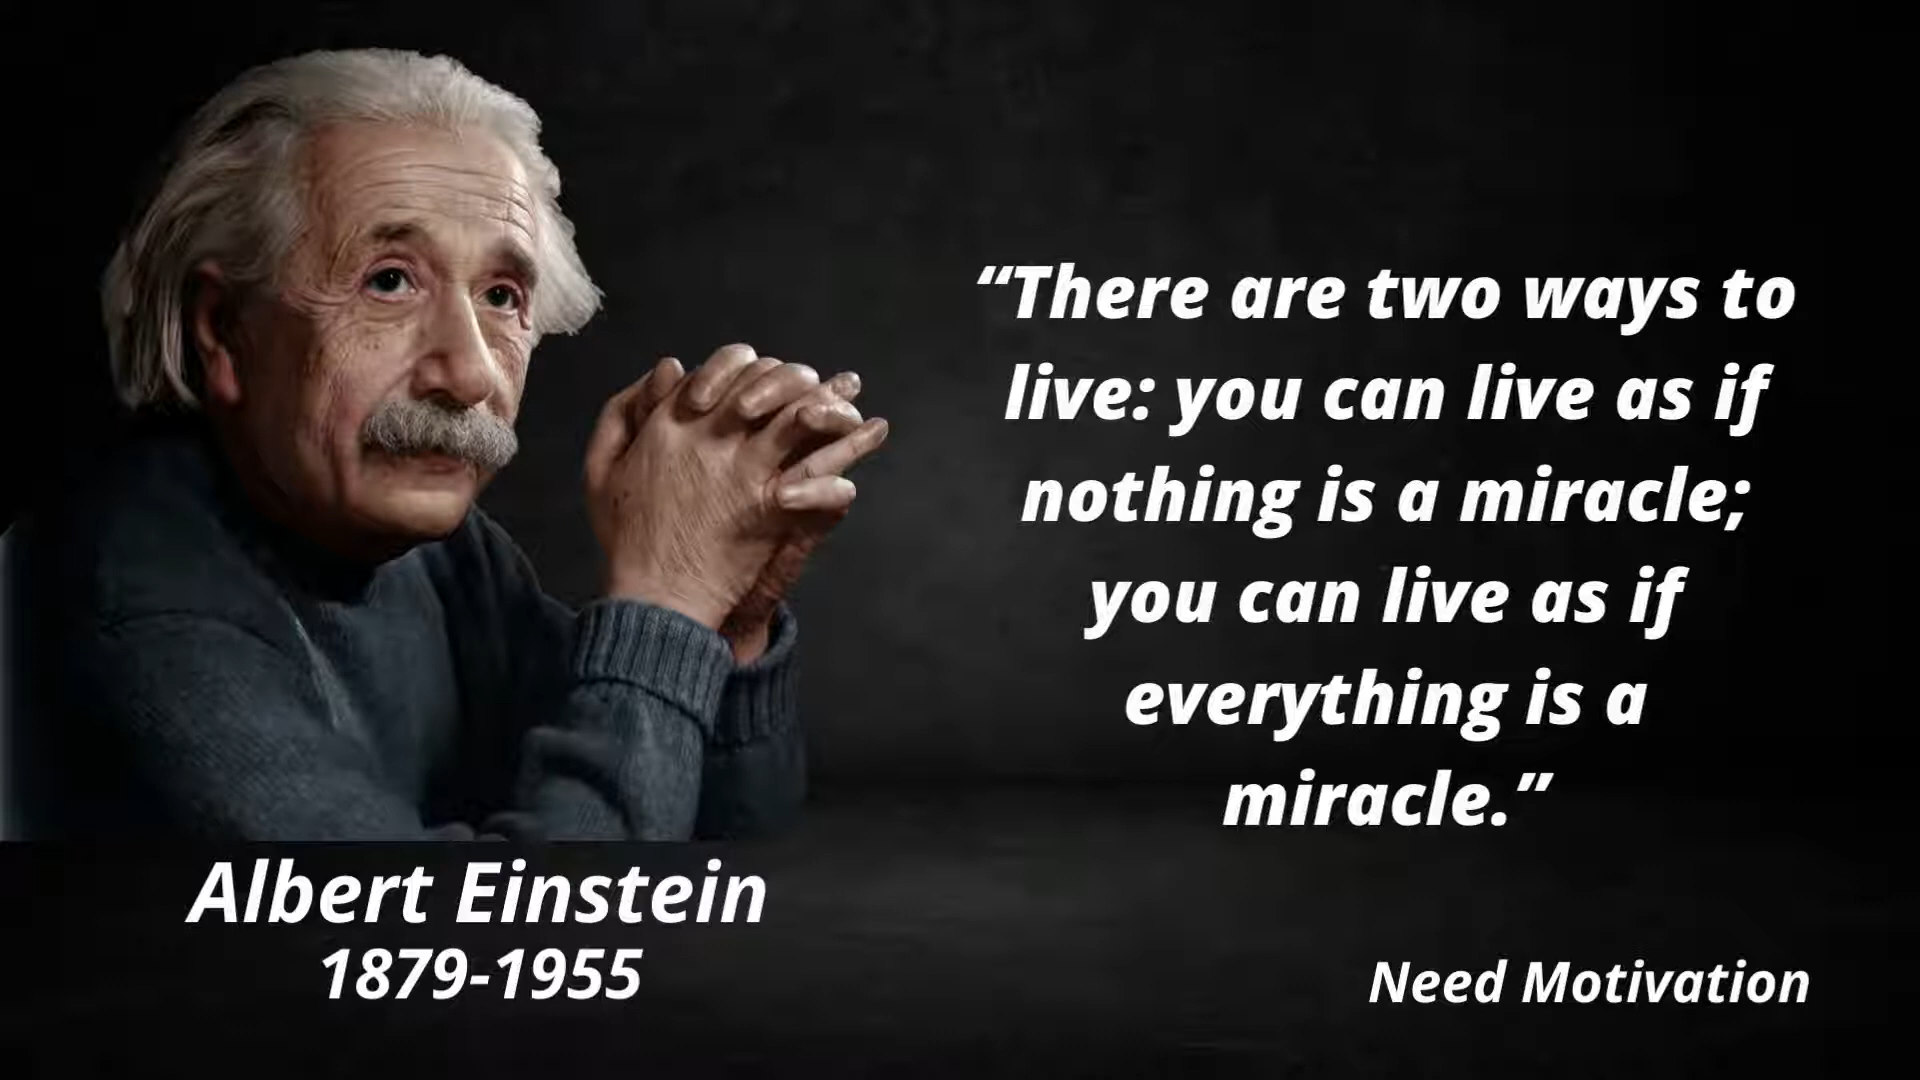 “There are two ways to
live: you can live as if
nothing is a miracle;
you can live as if
everything is a
miracle.”
Albert Einstein
1879-1955
Need Motivation